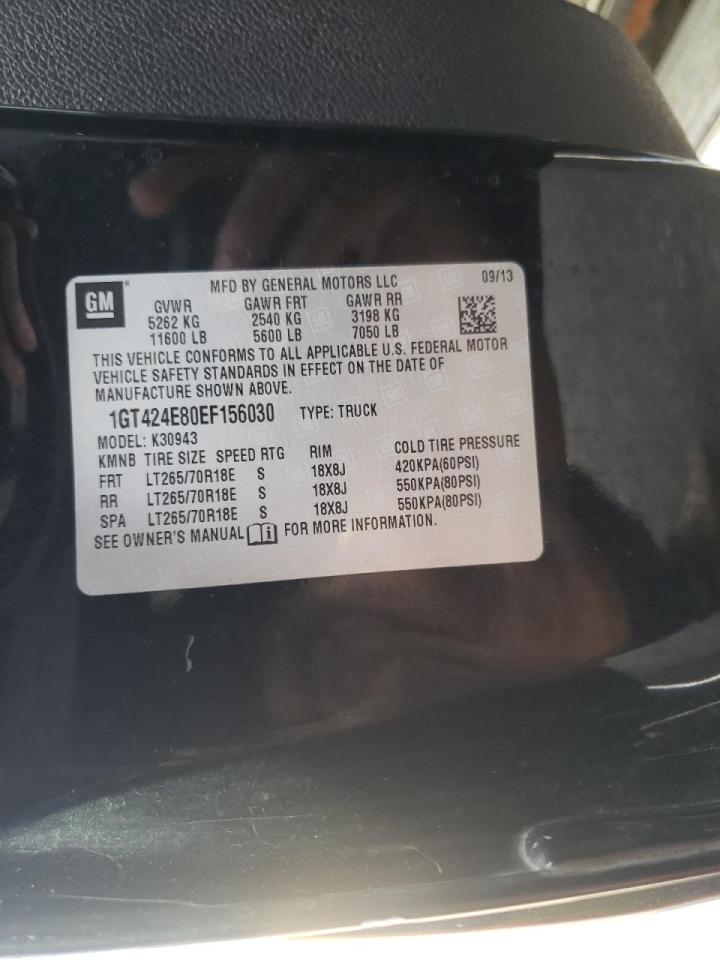 GM
MFD BY GENERAL MOTORS LLC 09/13
GVWR GAWR FRT GAWR RR
5262 KG 2540 KG 3198 KG
11600 LB 5600 LB 7050 LB
THIS VEHICLE CONFORMS TO ALL APPLICABLE U.S. FEDERAL MOTOR
VEHICLE SAFETY STANDARDS IN EFFECT ON THE DATE OF
MANUFACTURE SHOWN ABOVE.
1GT424E80EF156030 TYPE: TRUCK
MODEL: K30943
KMNB TIRE SIZE SPEED RTG RIM COLD TIRE PRESSURE
FRT LT265/70R18E S 18X8J 420KPA(60PSI)
RR LT265/70R18E S 18X8J 550KPA(80PSI)
SPA LT265/70R18E S 18X8J 550KPA(80PSI)
SEE OWNER'S MANUAL FOR MORE INFORMATION.